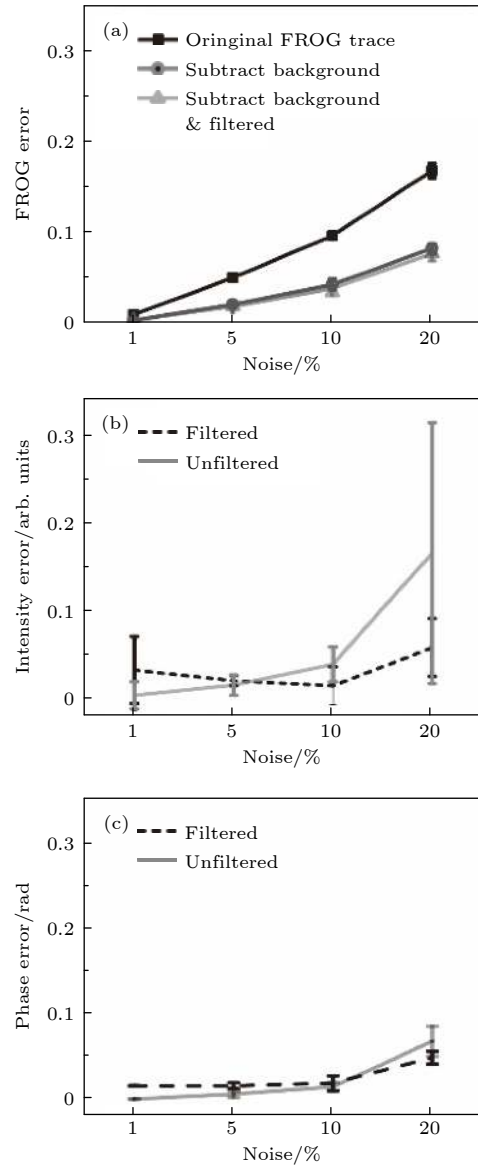 (a)
Oringinal FROG trace
Subtract background
Subtract background
& filtered
FROG error
0.3
0.2
0.1
0
1 5 10 20
Noise/%
(b)
Filtered
Unfiltered
Intensity error/arb. units
0.3
0.2
0.1
0
1 5 10 20
Noise/%
(c)
Filtered
Unfiltered
Phase error/rad
0.3
0.2
0.1
0
1 5 10 20
Noise/%